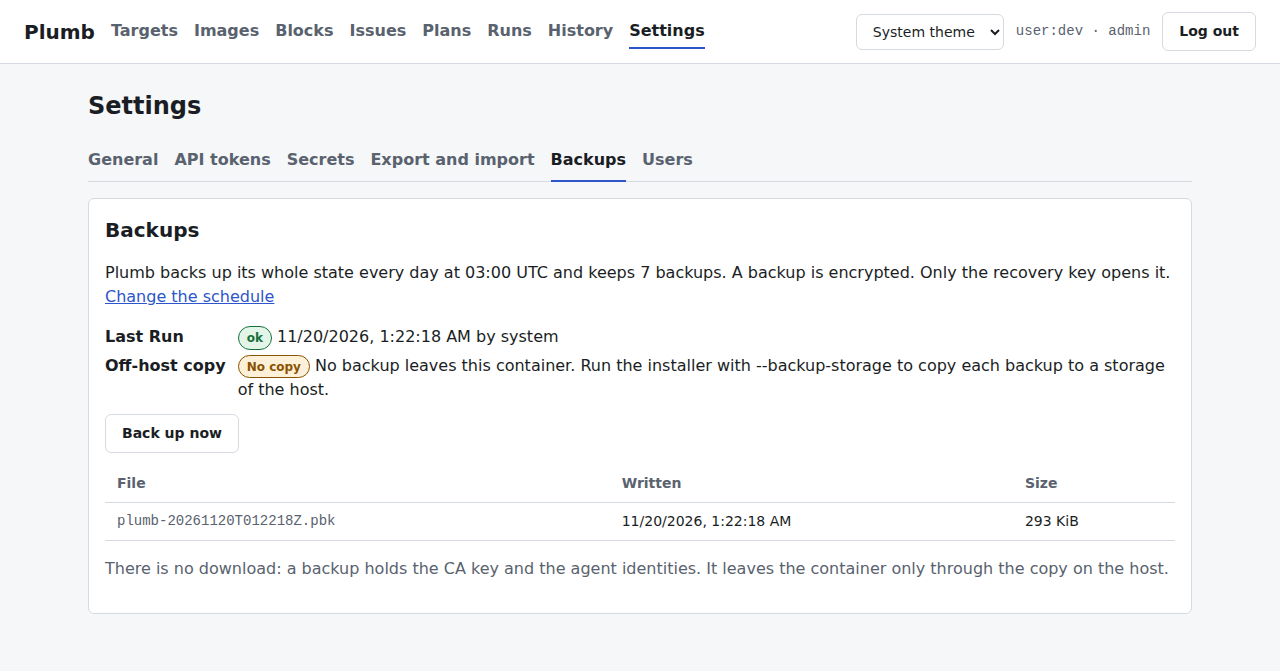 Plumb Targets Images Blocks Issues Plans Runs History Settings System theme user:dev · admin Log out
Settings
General API tokens Secrets Export and import Backups Users
Backups
Plumb backs up its whole state every day at 03:00 UTC and keeps 7 backups. A backup is encrypted. Only the recovery key opens it.
Change the schedule
Last Run ok 11/20/2026, 1:22:18 AM by system
Off-host copy No copy No backup leaves this container. Run the installer with --backup-storage to copy each backup to a storage
of the host.
Back up now
File Written Size
plumb-20261120T012218Z.pbk 11/20/2026, 1:22:18 AM 293 KiB
There is no download: a backup holds the CA key and the agent identities. It leaves the container only through the copy on the host.